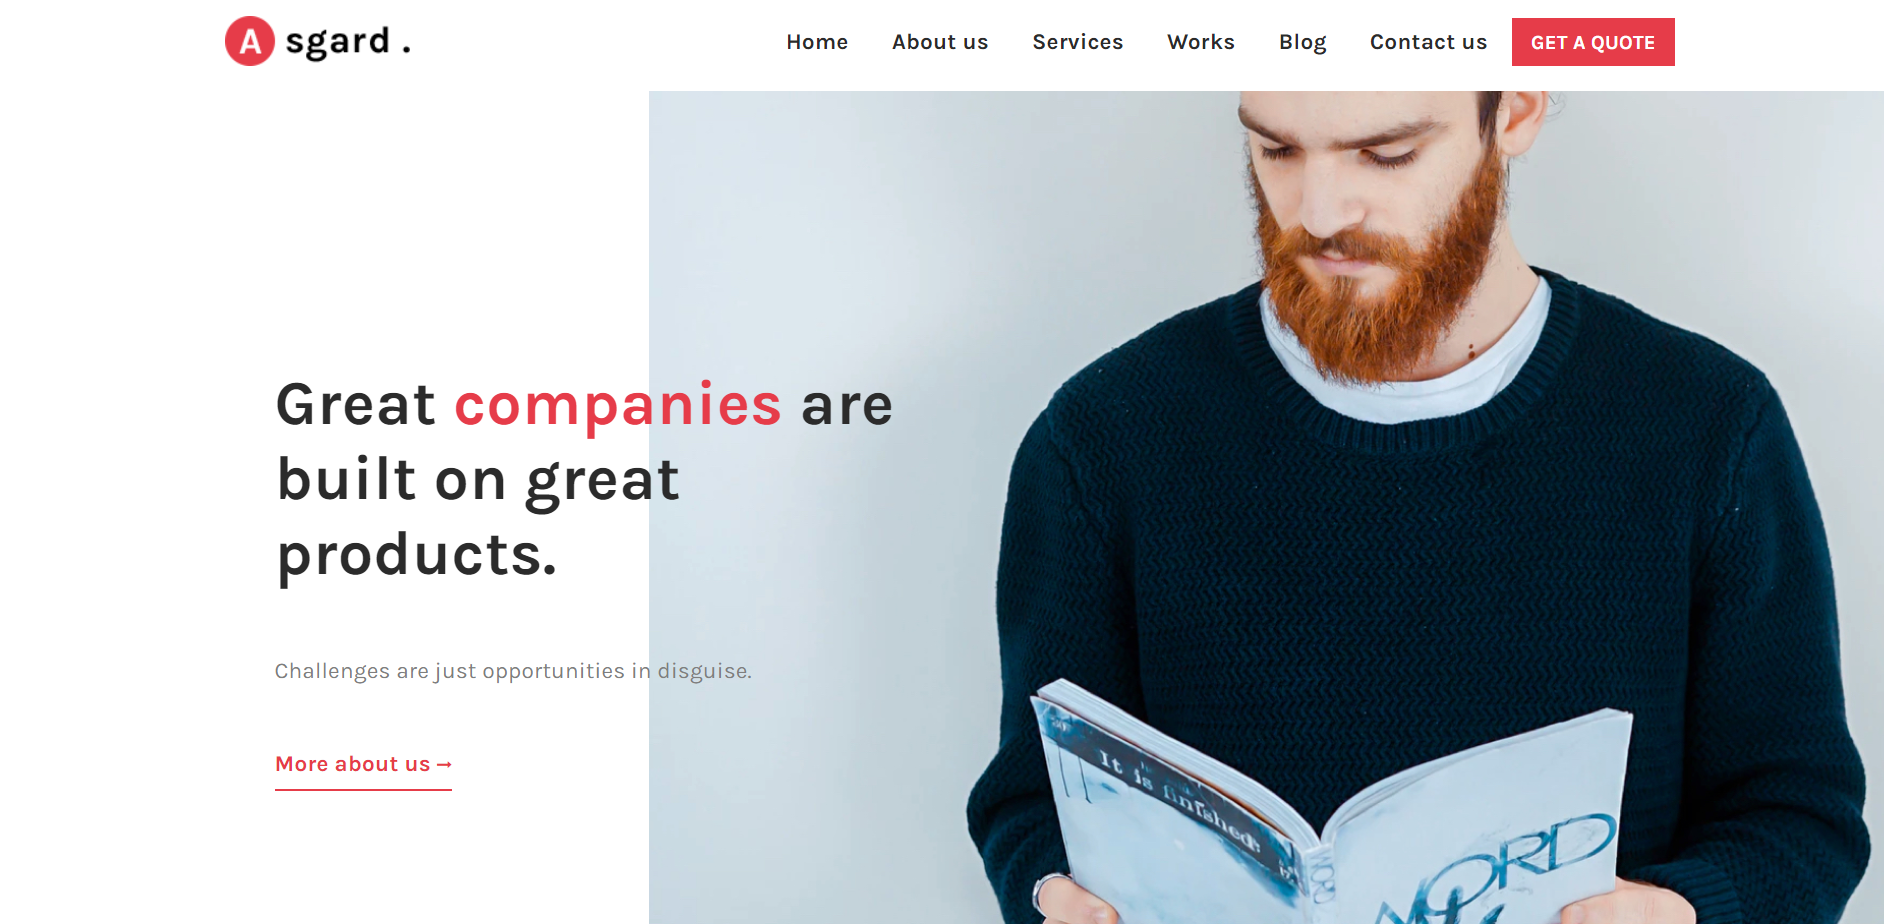 A sgard .
Home About us Services Works Blog Contact us GET A QUOTE
Great companies are
built on great
products.
Challenges are just opportunities in disguise.
More about us →
It is finished:
WORD
WORD